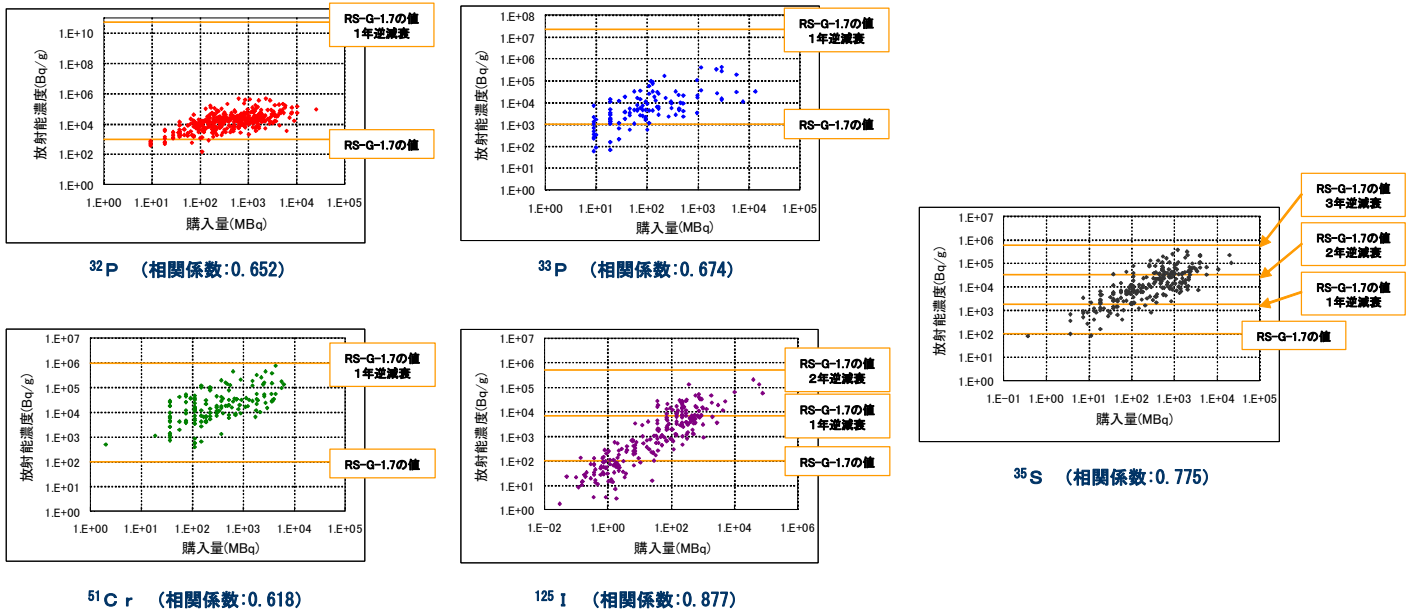 RS-G-1.7の値
1年逆減衰
RS-G-1.7の値
放射能濃度(Bq/g)
1.E+10
1.E+08
1.E+06
1.E+04
1.E+02
1.E+00
1.E+00 1.E+01 1.E+02 1.E+03 1.E+04 1.E+05
購入量(MBq)
³²P (相関係数:0.652)
RS-G-1.7の値
1年逆減衰
RS-G-1.7の値
放射能濃度(Bq/g)
1.E+08
1.E+07
1.E+06
1.E+05
1.E+04
1.E+03
1.E+02
1.E+01
1.E+00
1.E+00 1.E+01 1.E+02 1.E+03 1.E+04 1.E+05
購入量(MBq)
³³P (相関係数:0.674)
RS-G-1.7の値
3年逆減衰
RS-G-1.7の値
2年逆減衰
RS-G-1.7の値
1年逆減衰
RS-G-1.7の値
放射能濃度(Bq/g)
1.E+07
1.E+06
1.E+05
1.E+04
1.E+03
1.E+02
1.E+01
1.E+00
1.E-01 1.E+00 1.E+01 1.E+02 1.E+03 1.E+04 1.E+05
購入量(MBq)
³⁵S (相関係数:0.775)
RS-G-1.7の値
1年逆減衰
RS-G-1.7の値
放射能濃度(Bq/g)
1.E+07
1.E+06
1.E+05
1.E+04
1.E+03
1.E+02
1.E+01
1.E+00
1.E+00 1.E+01 1.E+02 1.E+03 1.E+04 1.E+05
購入量(MBq)
⁵¹Cr (相関係数:0.618)
RS-G-1.7の値
2年逆減衰
RS-G-1.7の値
1年逆減衰
RS-G-1.7の値
放射能濃度(Bq/g)
1.E+07
1.E+06
1.E+05
1.E+04
1.E+03
1.E+02
1.E+01
1.E+00
1.E-02 1.E+00 1.E+02 1.E+04 1.E+06
購入量(MBq)
¹²⁵I (相関係数:0.877)